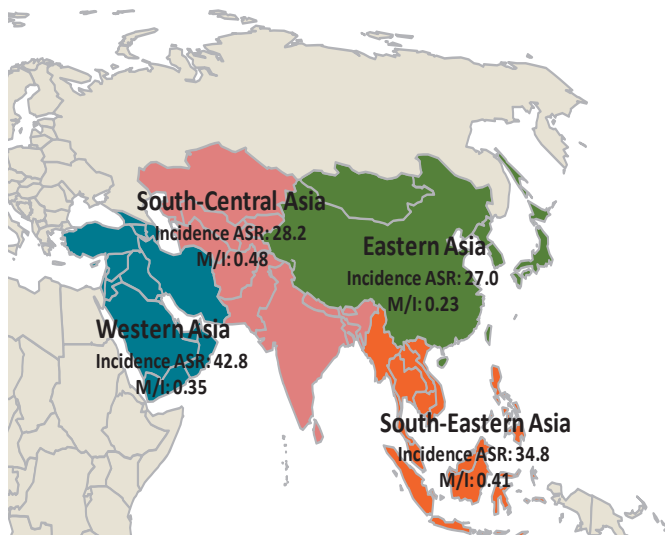 South-Central Asia
Incidence ASR: 28.2
M/I: 0.48
Eastern Asia
Incidence ASR: 27.0
M/I: 0.23
Western Asia
Incidence ASR: 42.8
M/I: 0.35
South-Eastern Asia
Incidence ASR: 34.8
M/I: 0.41